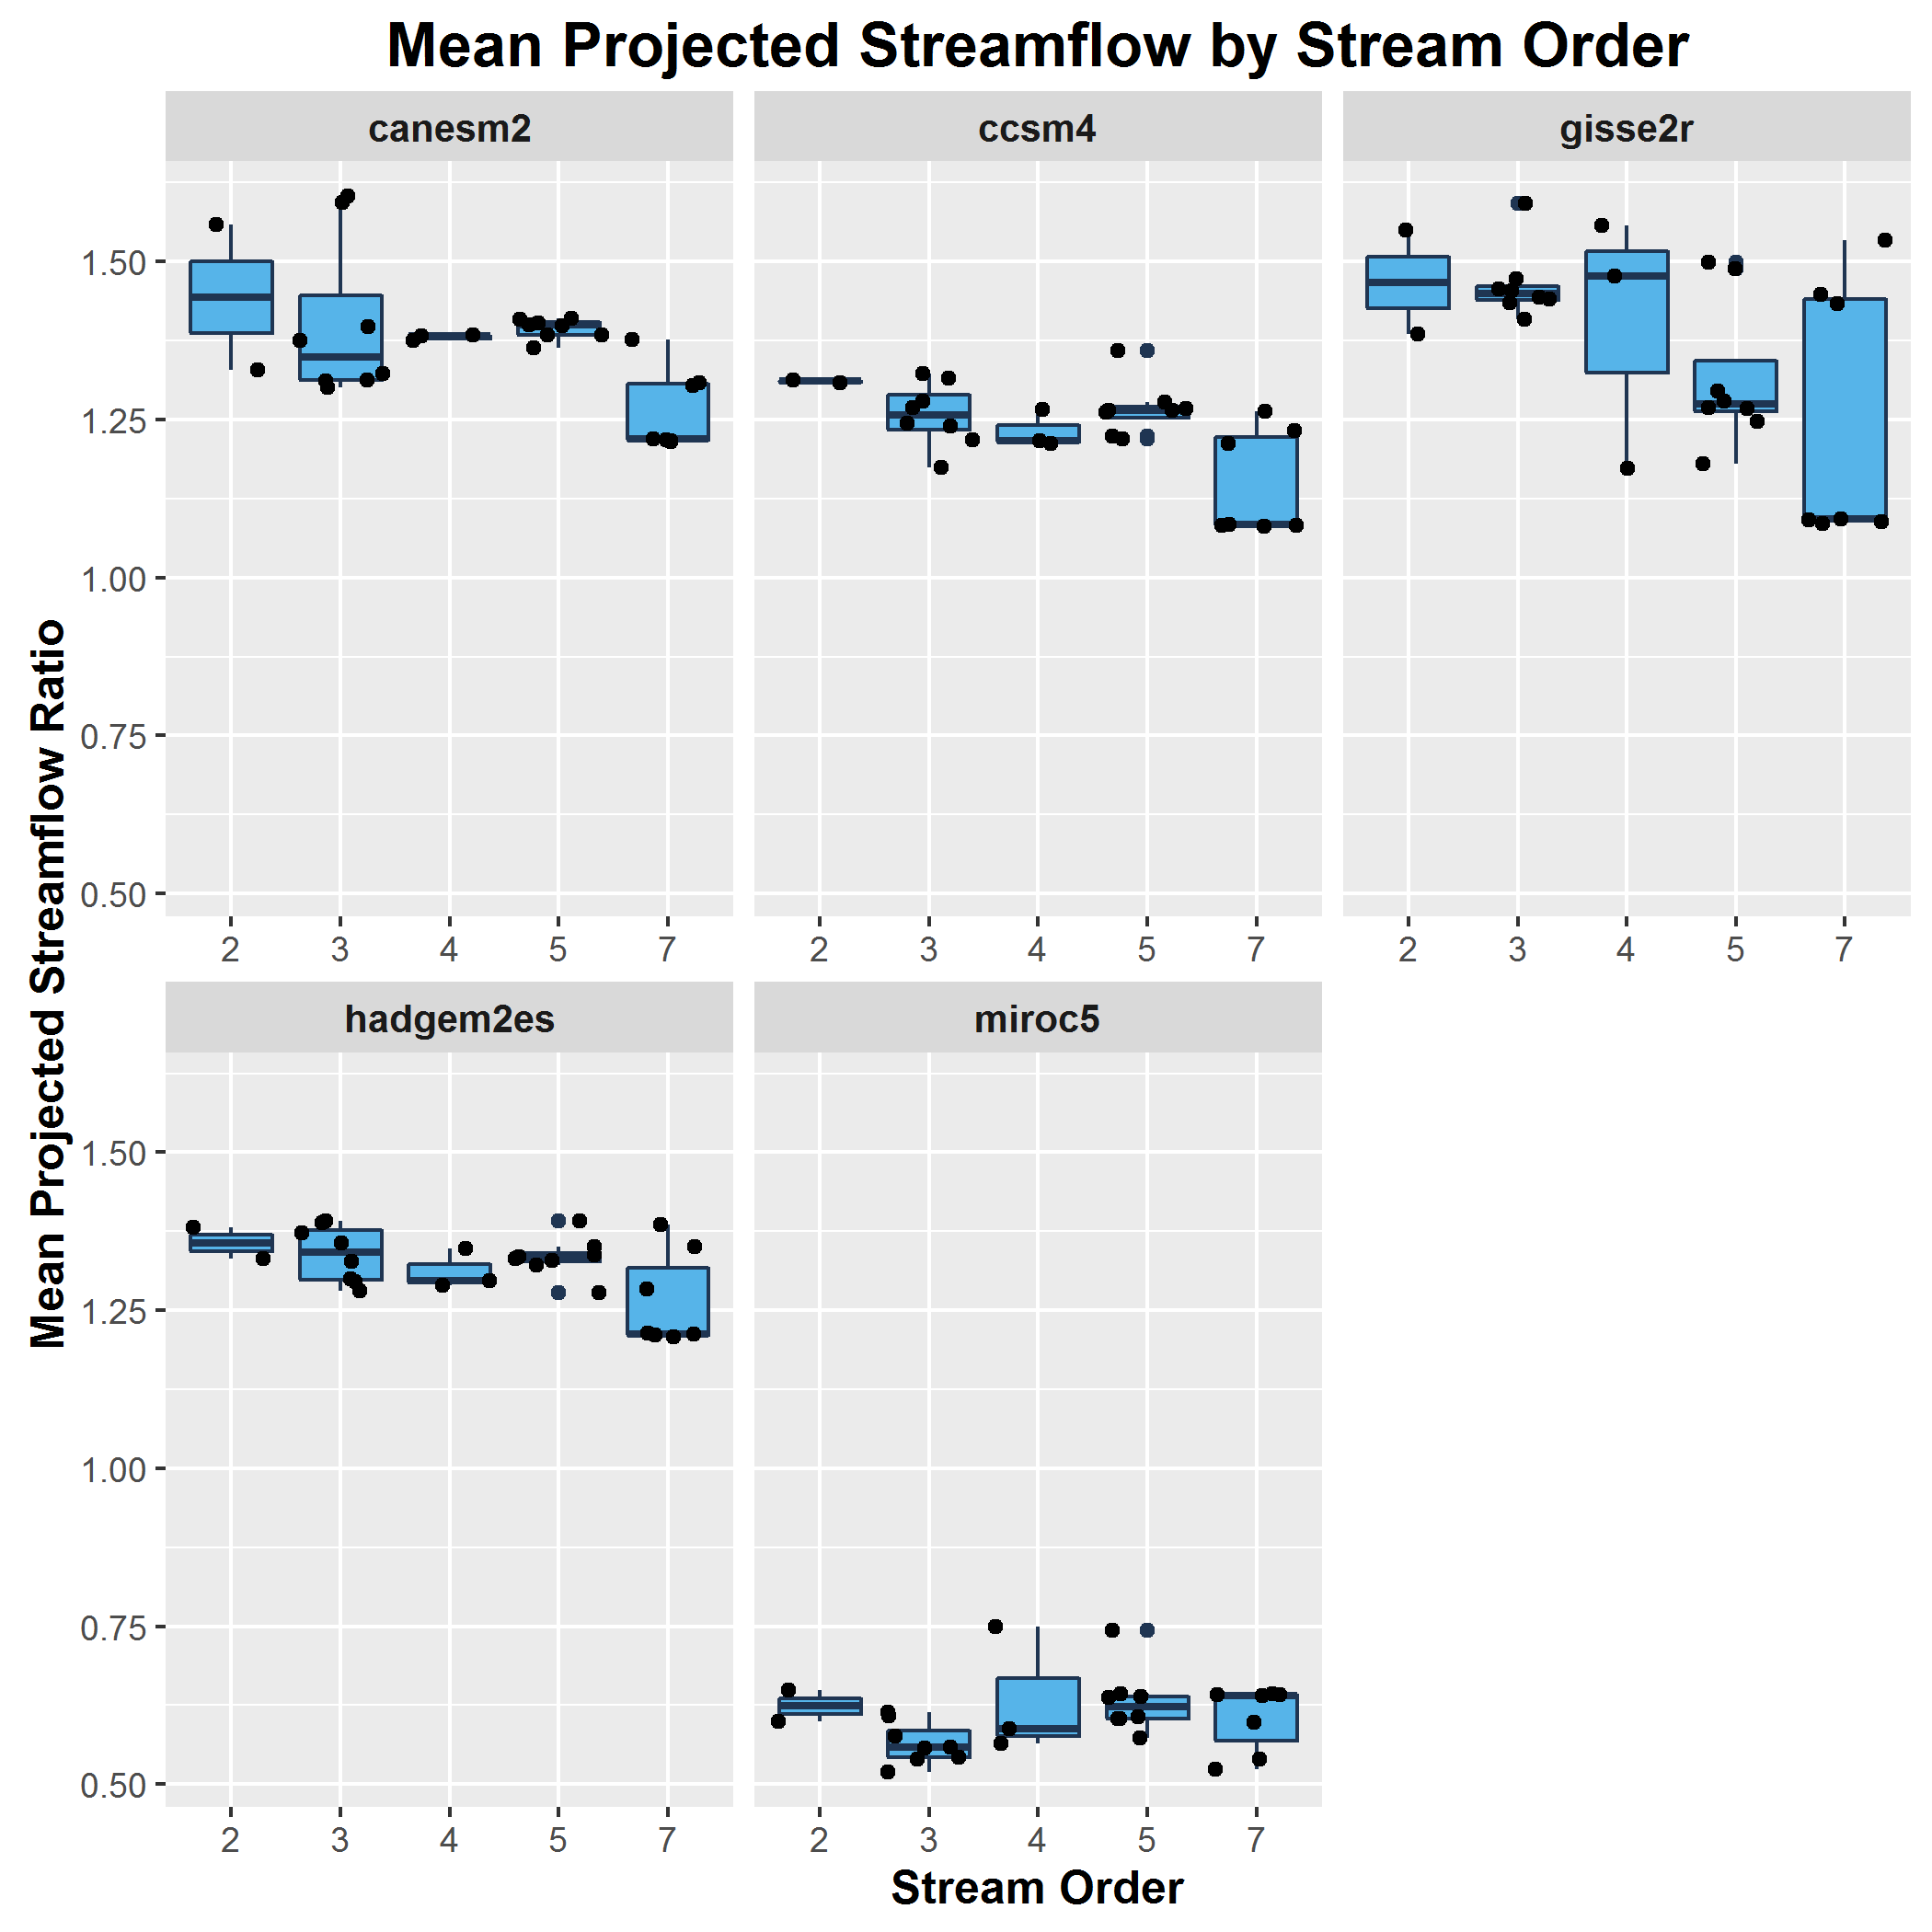 Mean Projected Streamflow by Stream Order
canesm2
ccsm4
gisse2r
Mean Projected Streamflow Ratio
1.50
1.25
1.00
0.75
0.50
2 3 4 5 7
2 3 4 5 7
2 3 4 5 7
hadgem2es
miroc5
1.50
1.25
1.00
0.75
0.50
2 3 4 5 7
2 3 4 5 7
Stream Order